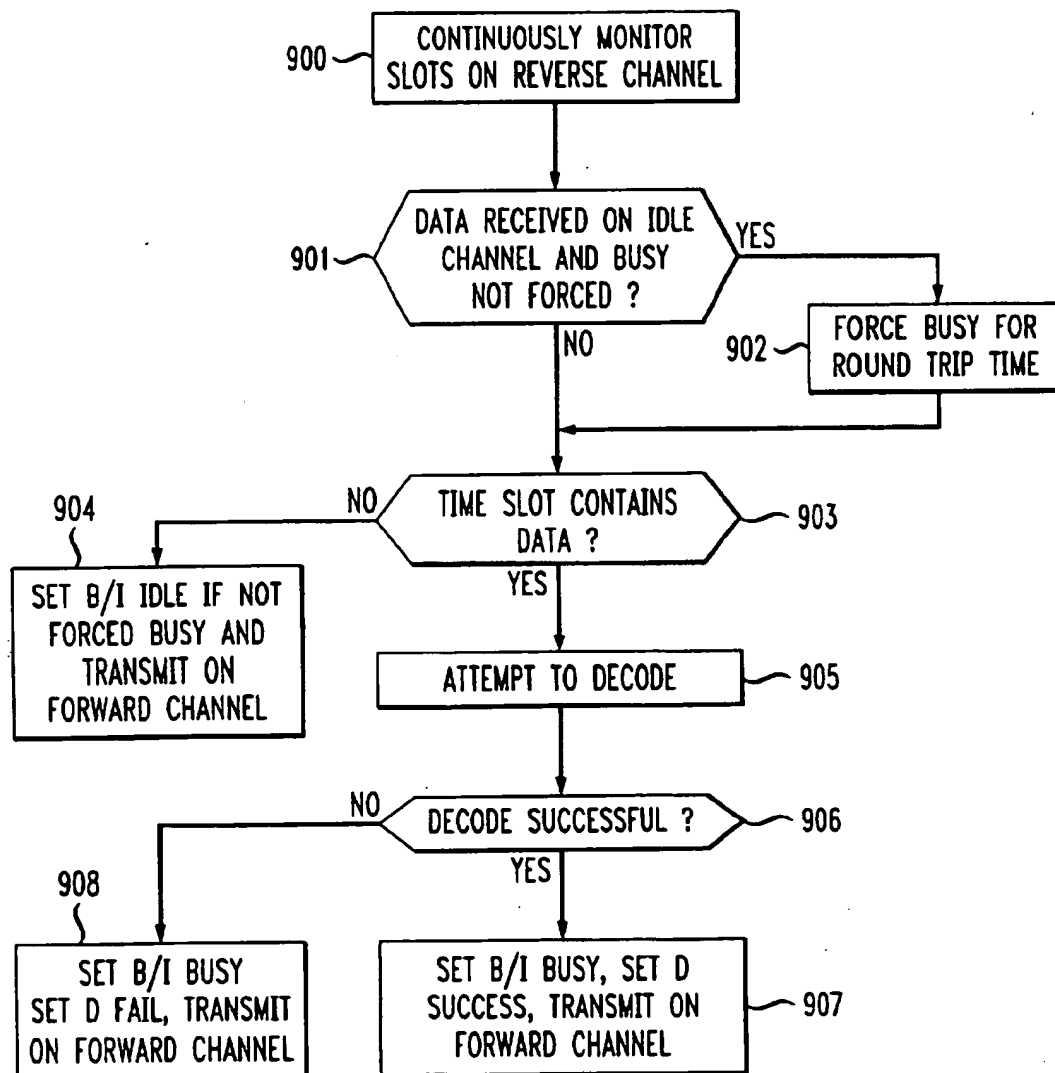 CONTINUOUSLY MONITOR
SLOTS ON REVERSE CHANNEL
900
DATA RECEIVED ON IDLE
CHANNEL AND BUSY
NOT FORCED ?
901
YES
NO
FORCE BUSY FOR
ROUND TRIP TIME
902
TIME SLOT CONTAINS
DATA ?
903
NO
YES
904
SET B/I IDLE IF NOT
FORCED BUSY AND
TRANSMIT ON
FORWARD CHANNEL
ATTEMPT TO DECODE
905
DECODE SUCCESSFUL ?
906
NO
YES
908
SET B/I BUSY
SET D FAIL, TRANSMIT
ON FORWARD CHANNEL
SET B/I BUSY, SET D
SUCCESS, TRANSMIT ON
FORWARD CHANNEL
907